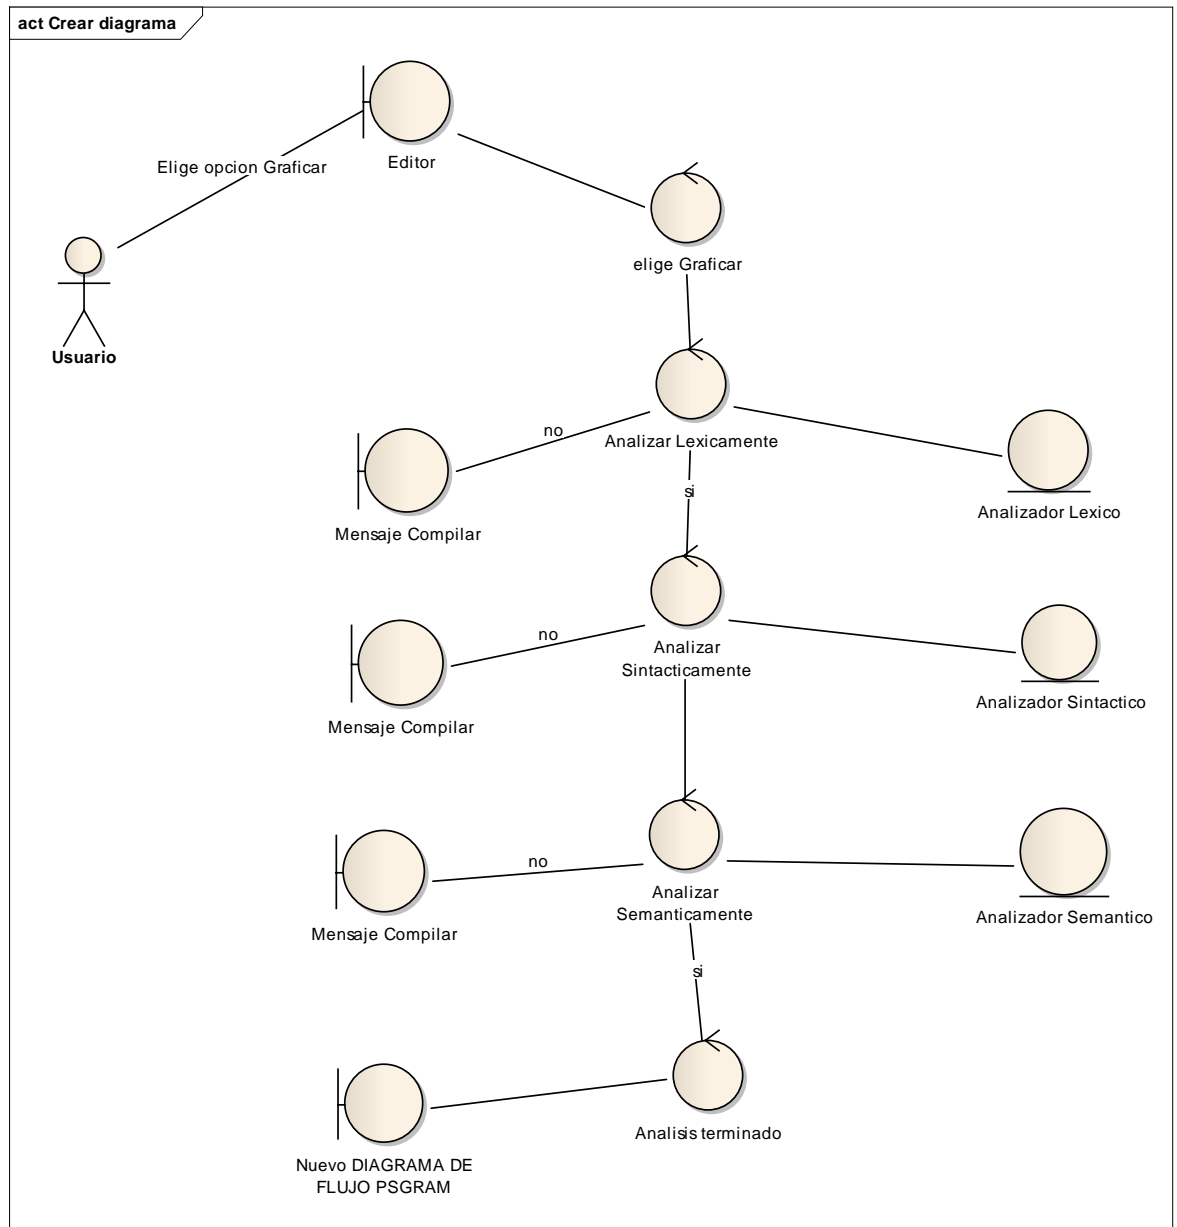 act Crear diagrama
Editor
Elige opcion Graficar
elige Graficar
Usuario
no
Analizar Lexicamente
si
Mensaje Compilar
Analizador Lexico
no
Analizar
Sintacticamente
Mensaje Compilar
Analizador Sintactico
no
Analizar
Semanticamente
Mensaje Compilar
Analizador Semantico
si
Analisis terminado
Nuevo DIAGRAMA DE
FLUJO PSGRAM